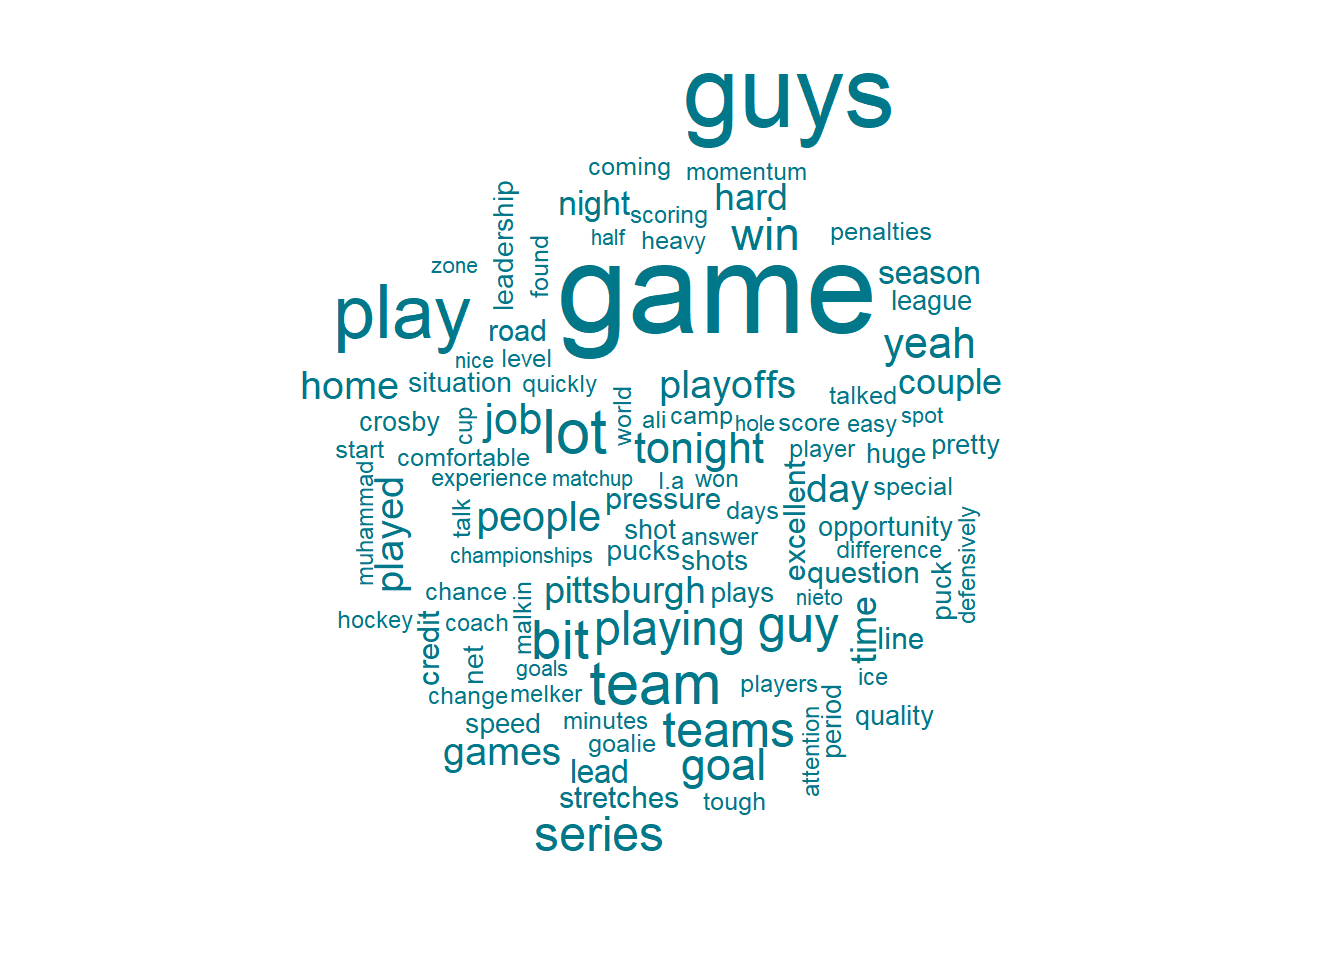 guys
coming
momentum
leadership
night
hard
scoring
half
heavy
win
penalties
found
zone
game
season
league
play
road
yeah
nice
level
home
situation
quickly
playoffs
couple
talked
crosby
cup
job
lot
world
ali
camp
hole
score
easy
spot
start
comfortable
tonight
player
huge
pretty
muhammad
played
experience
matchup
l.a
won
excellent
day
special
talk
people
pressure
days
opportunity
defensively
shot
answer
championships
pucks
shots
difference
question
puck
chance
malkin
pittsburgh
plays
nieto
hockey
credit
coach
bit
playing
guy
time
line
net
goals
team
players
ice
change
melker
speed
minutes
teams
attention
period
quality
games
goalie
lead
goal
stretches
tough
series